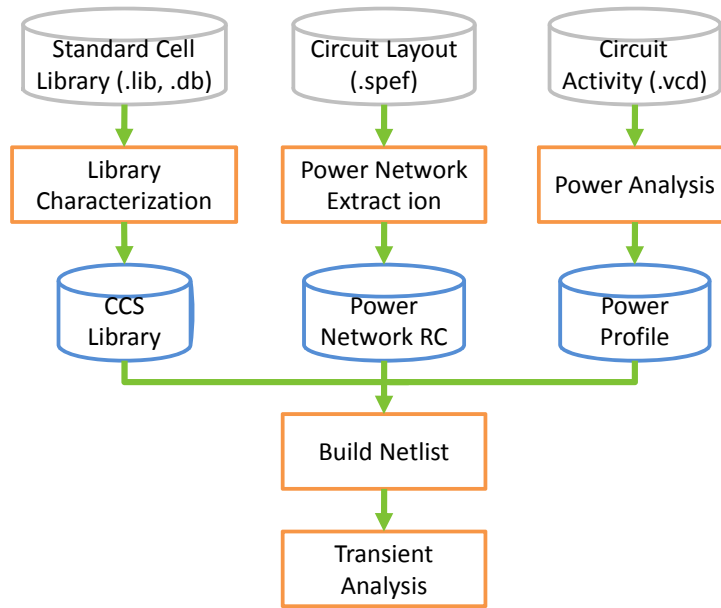 Standard Cell
Library (.lib, .db)
Circuit Layout
(.spef)
Circuit
Activity (.vcd)
Library
Characterization
Power Network
Extract ion
Power Analysis
CCS
Library
Power
Network RC
Power
Profile
Build Netlist
Transient
Analysis